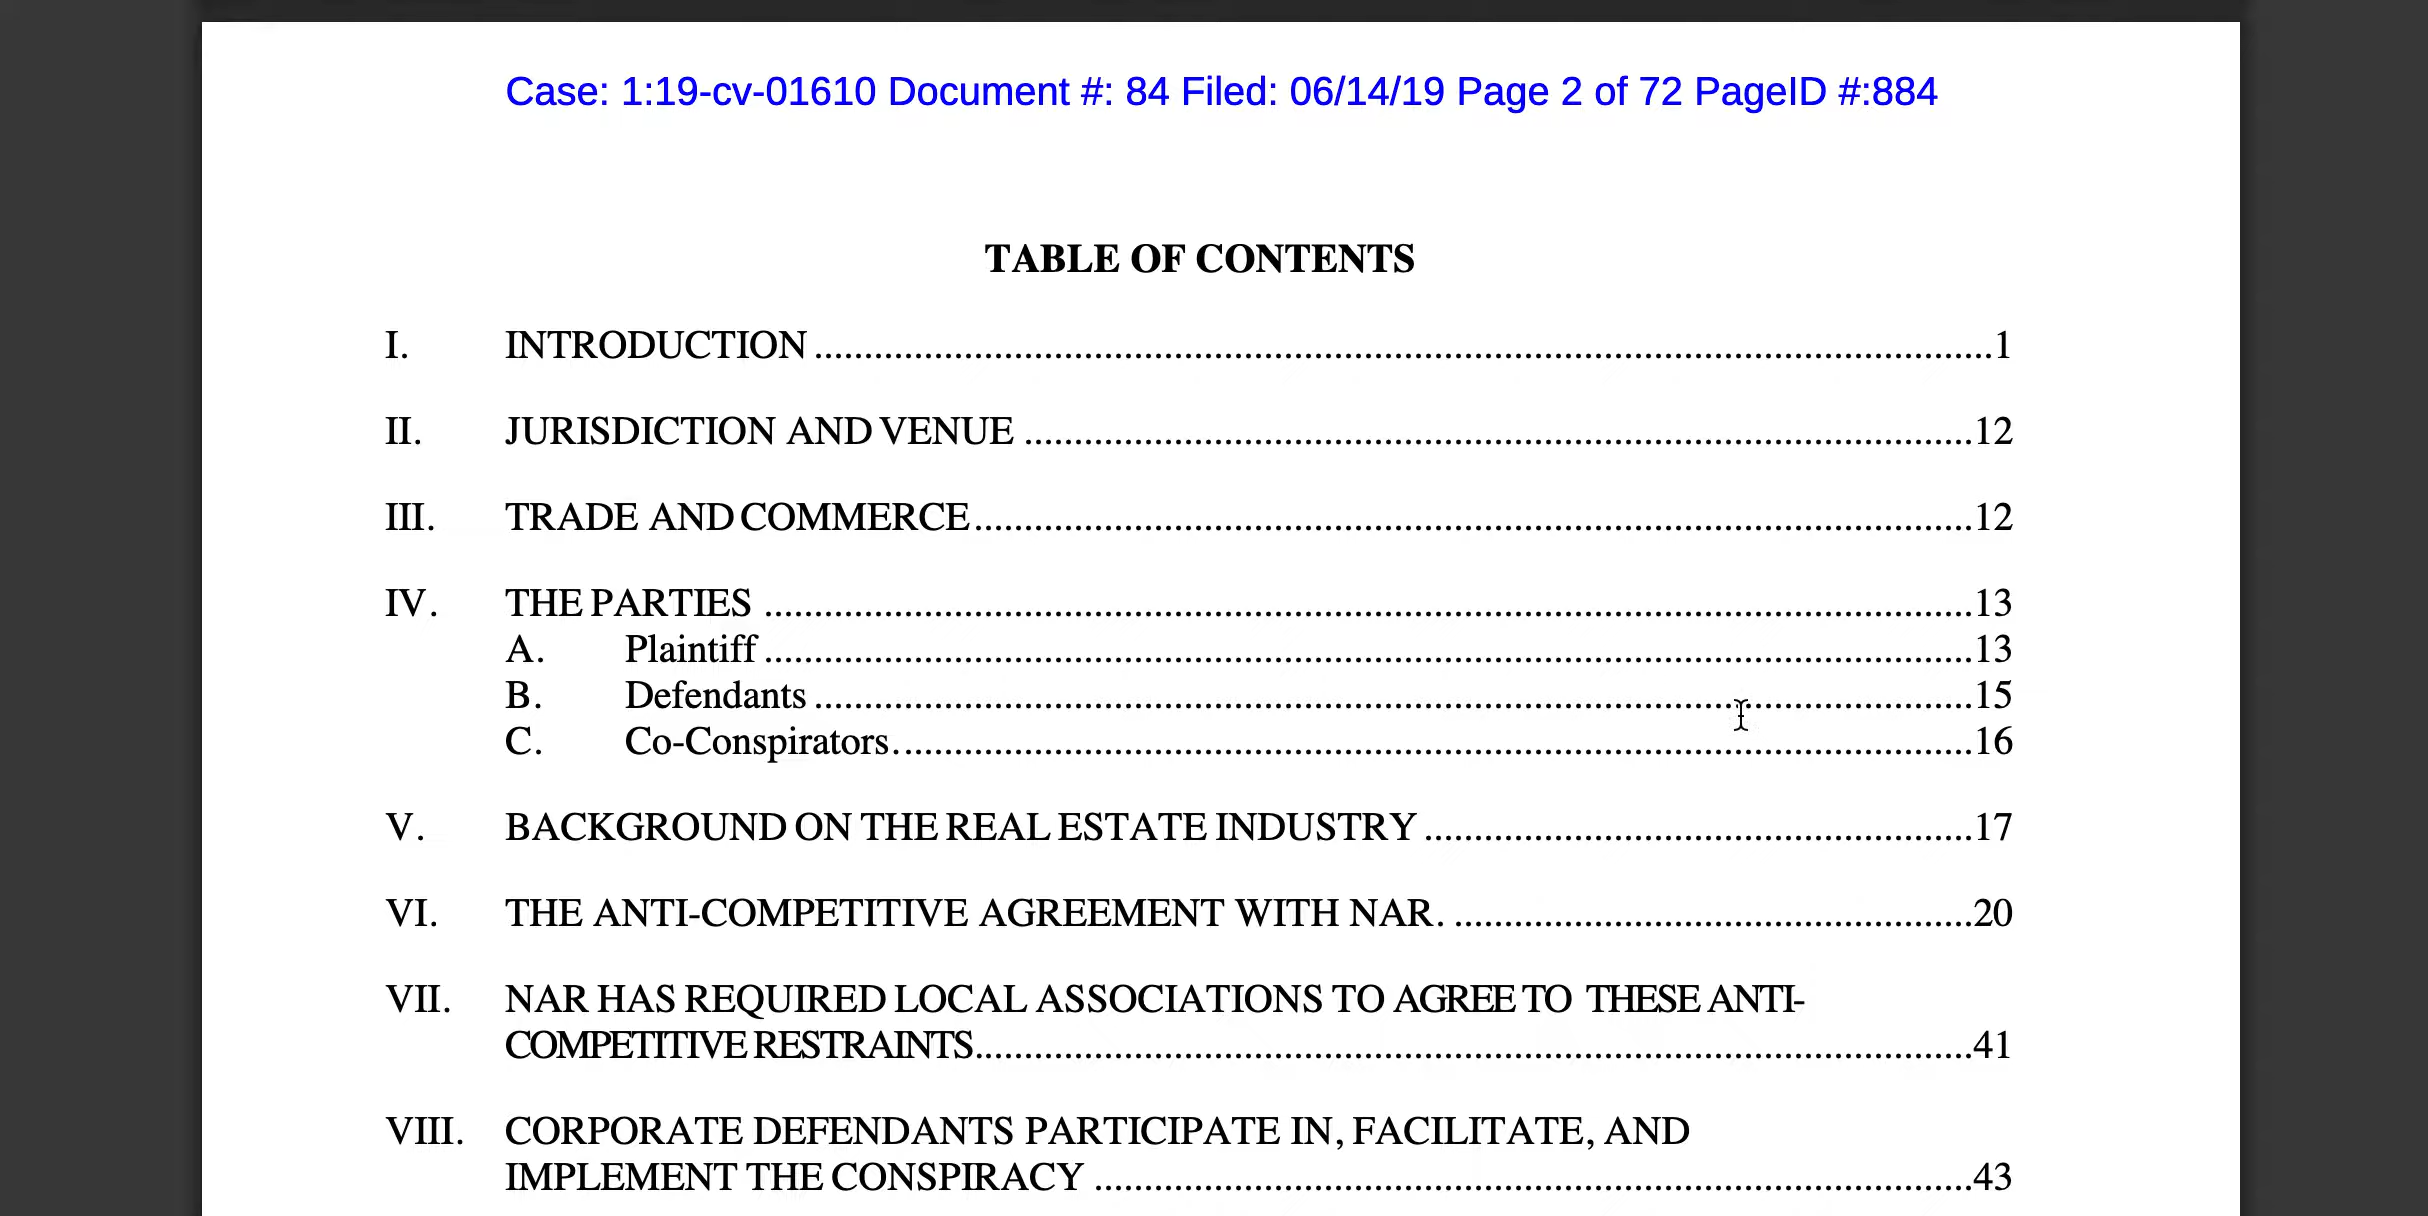 Case: 1:19-cv-01610 Document #: 84 Filed: 06/14/19 Page 2 of 72 PageID #:884
TABLE OF CONTENTS
I. INTRODUCTION ........................................................................................................................1
II. JURISDICTION AND VENUE ................................................................................................12
III. TRADE AND COMMERCE.....................................................................................................12
IV. THE PARTIES ..........................................................................................................................13
A. Plaintiff ..........................................................................................................................13
B. Defendants .....................................................................................................................15
C. Co-Conspirators.............................................................................................................16
V. BACKGROUND ON THE REAL ESTATE INDUSTRY .......................................................17
VI. THE ANTI-COMPETITIVE AGREEMENT WITH NAR. ....................................................20
VII. NAR HAS REQUIRED LOCAL ASSOCIATIONS TO AGREE TO THESE ANTI-
COMPETITIVE RESTRAINTS.....................................................................................................41
VIII. CORPORATE DEFENDANTS PARTICIPATE IN, FACILITATE, AND
IMPLEMENT THE CONSPIRACY ........................................................................................43